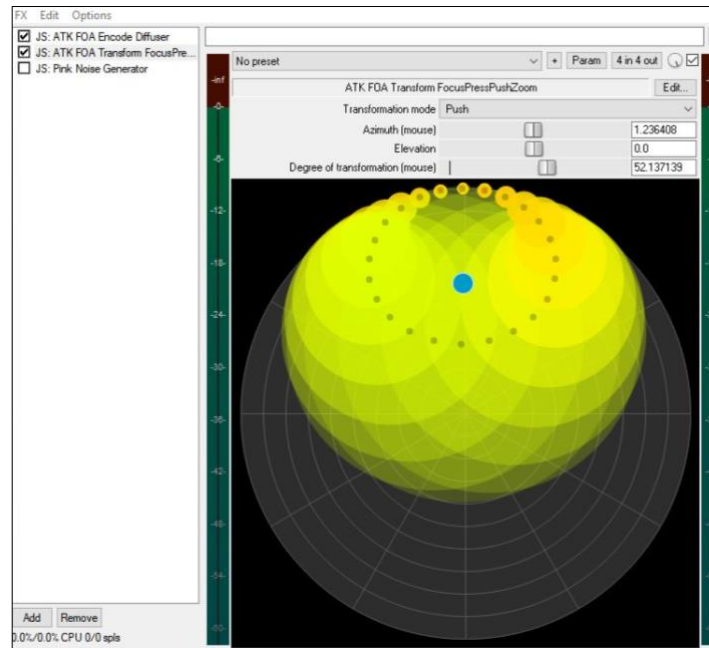 FX Edit Options
JS: ATK FOA Encode Diffuser
JS: ATK FOA Transform FocusPre...
JS: Pink Noise Generator
No preset + Param 4 in 4 out
ATK FOA Transform FocusPressPushZoom Edit...
Transformation mode Push
Azimuth (mouse) 1.236408
Elevation 0.0
Degree of transformation (mouse) 52.137139
-inf
-0-
-6-
-12-
-18-
-24-
-30-
-36-
-42-
-48-
-54-
-60-
Add Remove
0.0%/0.0% CPU 0/0 spls